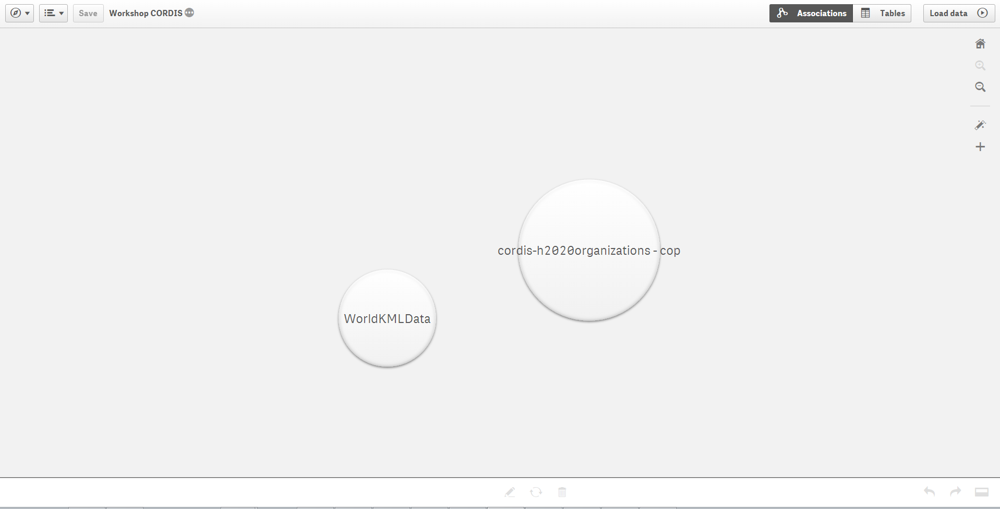 Save
Workshop CORDIS
Associations
Tables
Load data
cordis-h2020organizations - cop
WorldKMLData